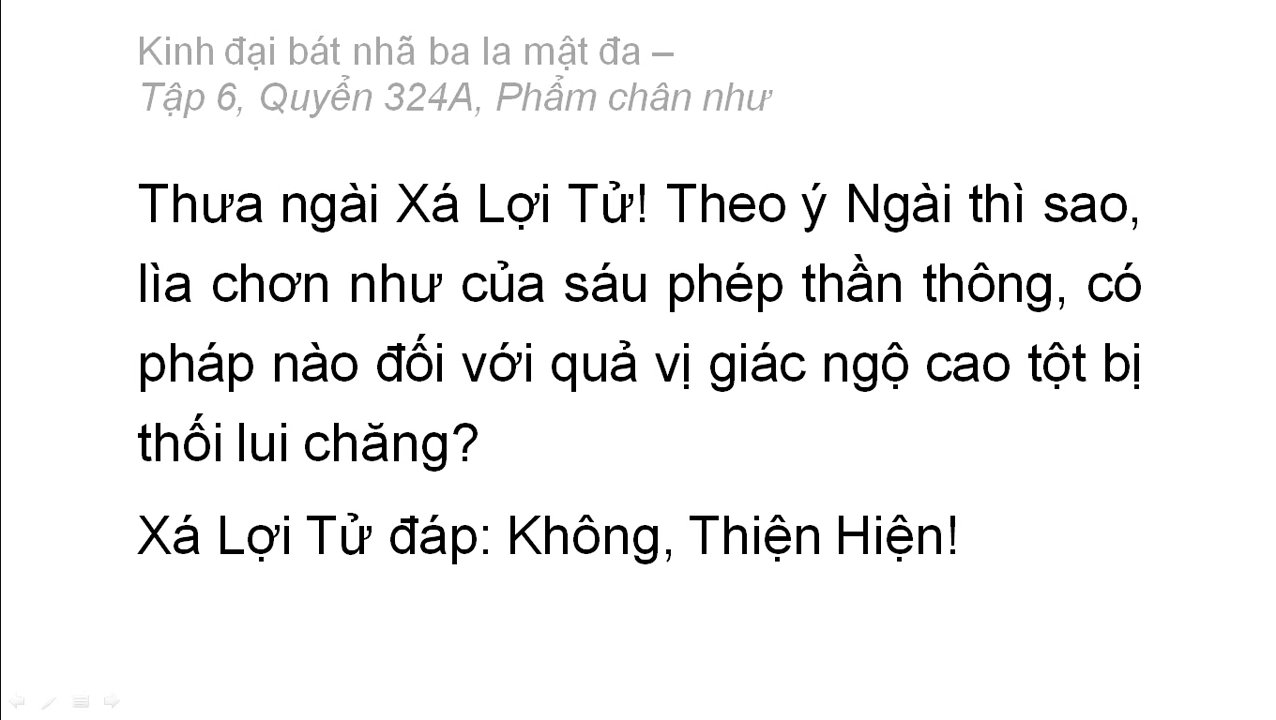 Kinh đại bát nhã ba la mật đa –
Tập 6, Quyển 324A, Phẩm chân như
Thưa ngài Xá Lợi Tử! Theo ý Ngài thì sao,
lìa chơn như của sáu phép thần thông, có
pháp nào đối với quả vị giác ngộ cao tột bị
thối lui chăng?
Xá Lợi Tử đáp: Không, Thiện Hiện!